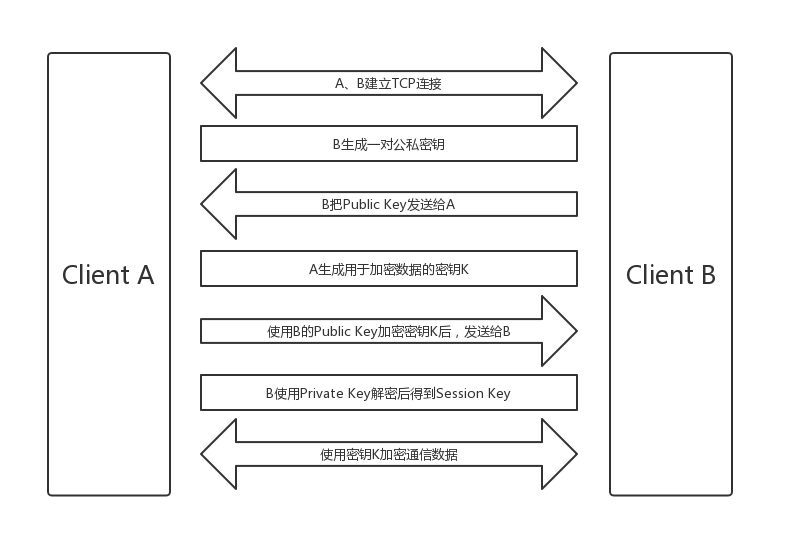 A、B建立TCP连接
B生成一对公私密钥
B把Public Key发送给A
Client A
A生成用于加密数据的密钥K
Client B
使用B的Public Key加密密钥K后，发送给B
B使用Private Key解密后得到Session Key
使用密钥K加密通信数据